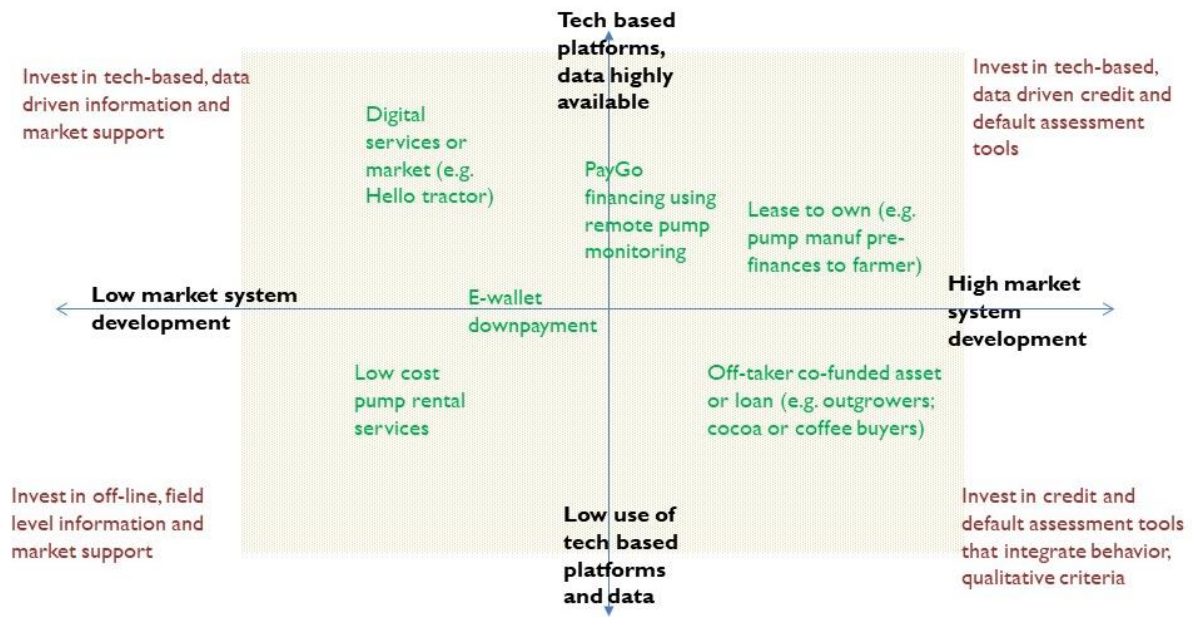 Tech based
platforms,
data highly
available
Invest in tech-based, data
driven information and
market support
Invest in tech-based,
data driven credit and
default assessment
tools
Digital
services or
market (e.g.
Hello tractor)
PayGo
financing using
remote pump
monitoring
Lease to own (e.g.
pump manuf pre-
finances to farmer)
Low market system
development
E-wallet
downpayment
High market
system
development
Low cost
pump rental
services
Off-taker co-funded asset
or loan (e.g. outgrowers;
cocoa or coffee buyers)
Invest in off-line, field
level information and
market support
Low use of
tech based
platforms
and data
Invest in credit and
default assessment tools
that integrate behavior,
qualitative criteria